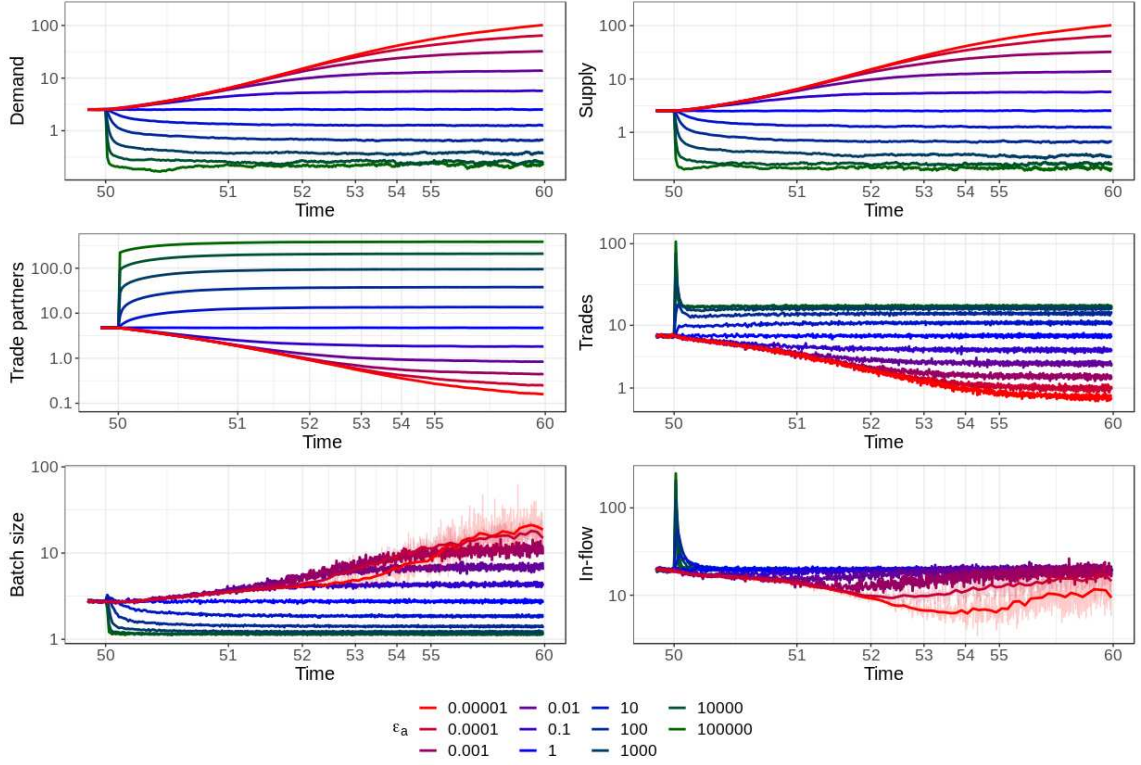 Demand
100
10
1
50 51 52 53 54 55 60
Time
Supply
100
10
1
50 51 52 53 54 55 60
Time
Trade partners
100.0
10.0
1.0
0.1
50 51 52 53 54 55 60
Time
Trades
100
10
1
50 51 52 53 54 55 60
Time
Batch size
100
10
1
50 51 52 53 54 55 60
Time
In-flow
100
10
50 51 52 53 54 55 60
Time
εa
0.00001 0.01 10 10000
0.0001 0.1 100 100000
0.001 1 1000